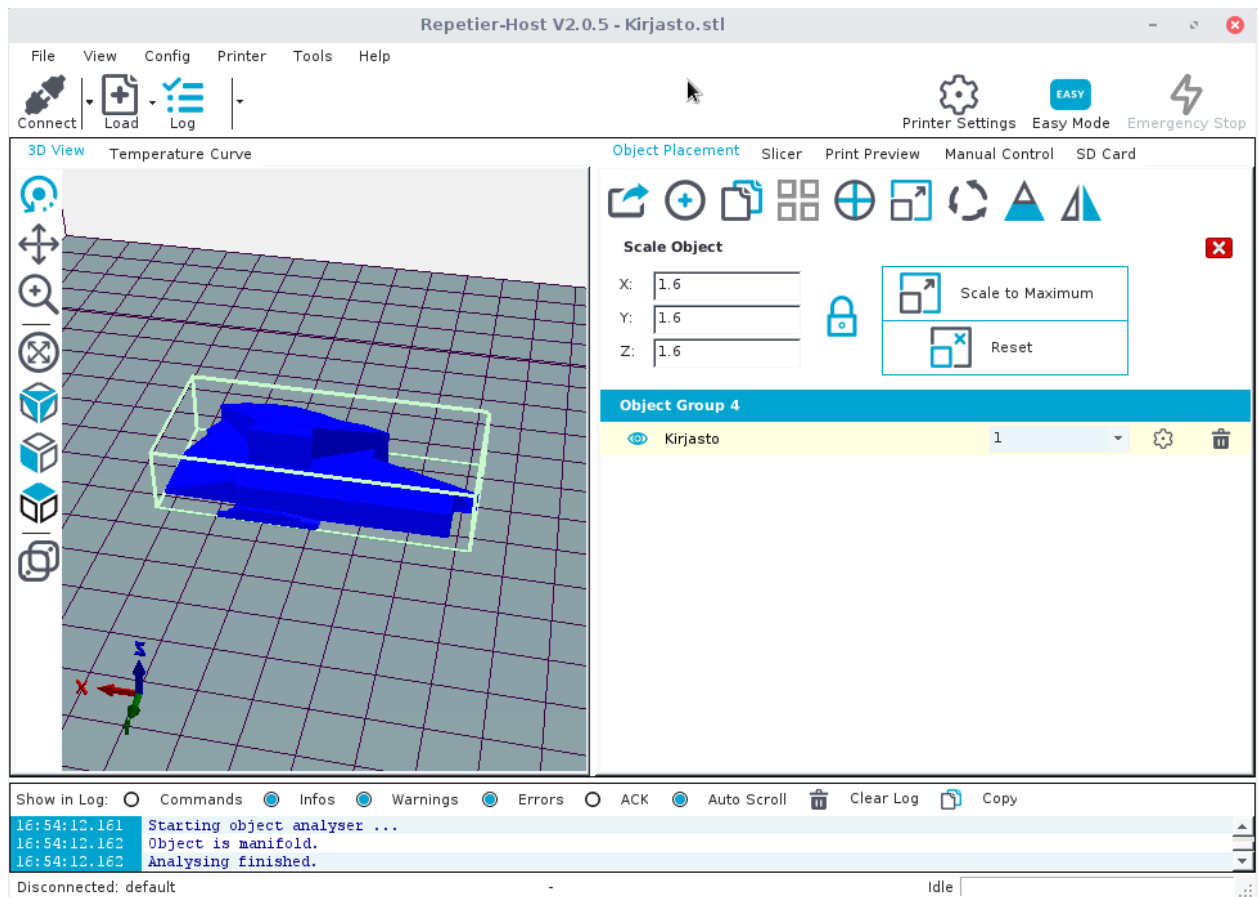 Repetier-Host V2.0.5 - Kirjasto.stl
File View Config Printer Tools Help
Connect Load Log Printer Settings EASY Easy Mode Emergency Stop
3D View Temperature Curve
Object Placement Slicer Print Preview Manual Control SD Card
Scale Object
X: 1.6
Y: 1.6
Z: 1.6
Scale to Maximum
Reset
Object Group 4
Kirjasto 1
Z
X
Show in Log: Commands Infos Warnings Errors ACK Auto Scroll Clear Log Copy
16:54:12.161 Starting object analyser ...
16:54:12.162 Object is manifold.
16:54:12.162 Analysing finished.
Disconnected: default - Idle